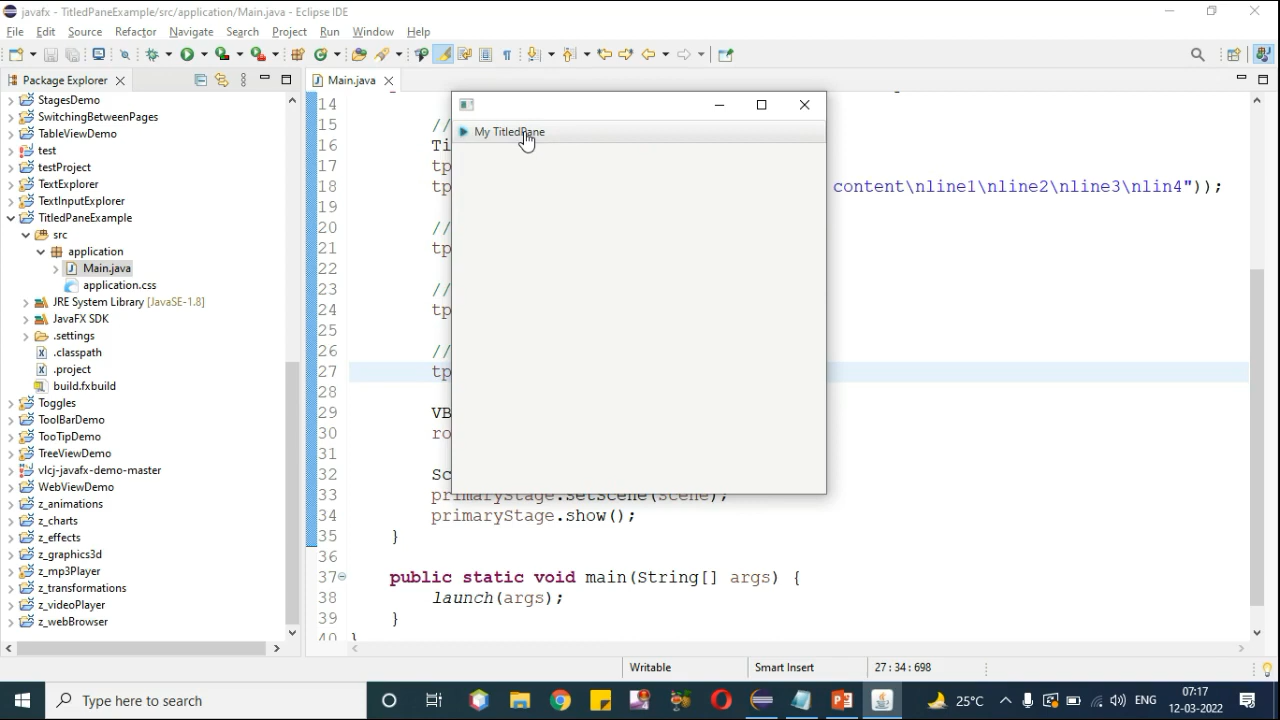 javafx - TitledPaneExample/src/application/Main.java - Eclipse IDE
File Edit Source Refactor Navigate Search Project Run Window Help
Package Explorer
StagesDemo
SwitchingBetweenPages
TableViewDemo
test
testProject
TextExplorer
TextInputExplorer
TitledPaneExample
src
application
Main.java
application.css
JRE System Library [JavaSE-1.8]
JavaFX SDK
.settings
.classpath
.project
build.fxbuild
Toggles
ToolBarDemo
TooTipDemo
TreeViewDemo
vlcj-javafx-demo-master
WebViewDemo
z_animations
z_charts
z_effects
z_graphics3d
z_mp3Player
z_transformations
z_videoPlayer
z_webBrowser
Main.java
14
15 //
16 Ti
17 tp
18 tp content\nline1\nline2\nline3\nlin4"));
19
20 //
21 tp
22
23 //
24 tp
25
26 //
27 tp
28
29 VB
30 ro
31
32 Sc
33 primaryStage.setScene(scene);
34 primaryStage.show();
35 }
36
37 public static void main(String[] args) {
38 launch(args);
39 }
40 }
My TitledPane
Writable Smart Insert 27 : 34 : 698
Type here to search
25°C ENG 07:17
12-03-2022